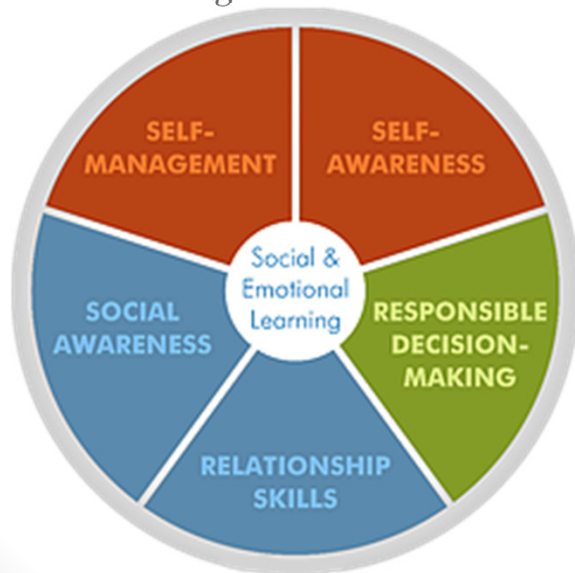 SELF-
MANAGEMENT
SELF-
AWARENESS
Social &
Emotional
Learning
SOCIAL
AWARENESS
RESPONSIBLE
DECISION-
MAKING
RELATIONSHIP
SKILLS